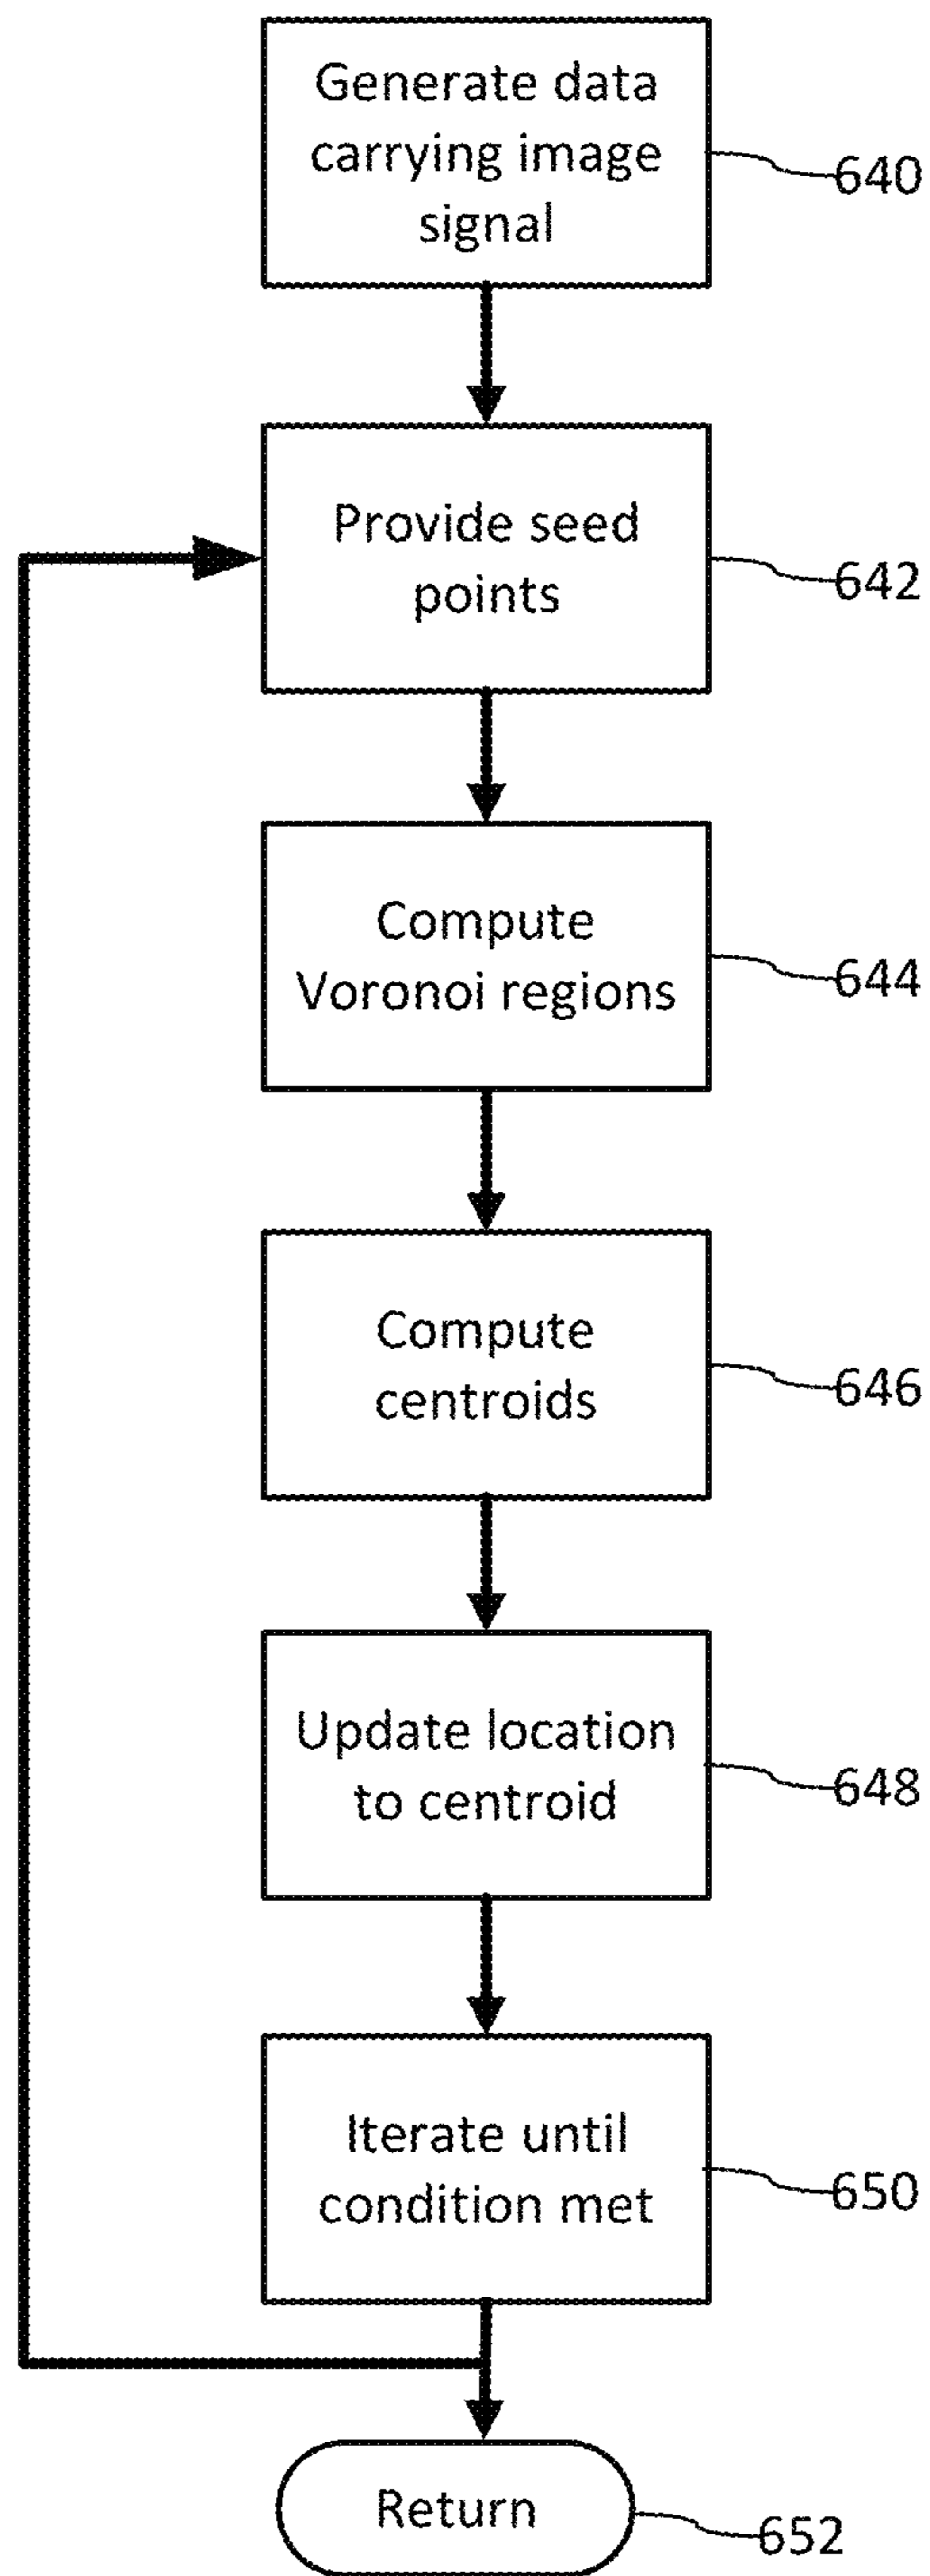 Generate data
carrying image
signal
640
Provide seed
points
642
Compute
Voronoi regions
644
Compute
centroids
646
Update location
to centroid
648
Iterate until
condition met
650
Return
652